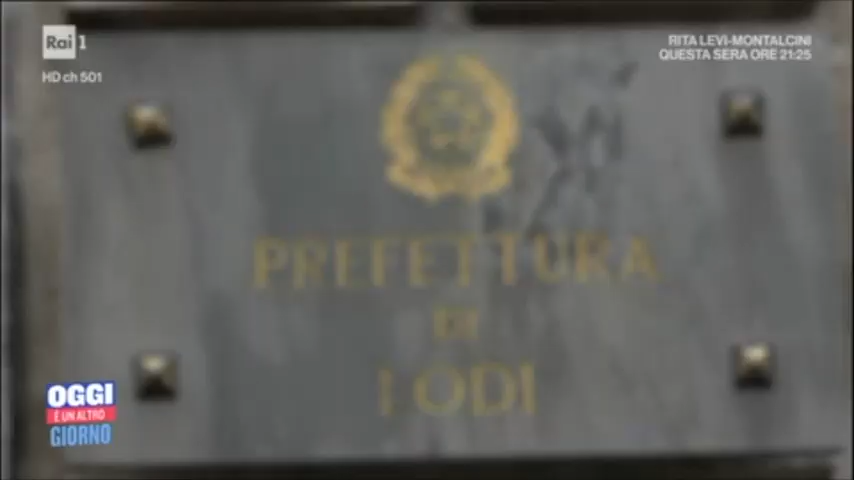 Rai 1
HD ch 501
RITA LEVI-MONTALCINI
QUESTA SERA ORE 21:25
PREFETTURA
DI
LODI
OGGI
È UN ALTRO
GIORNO